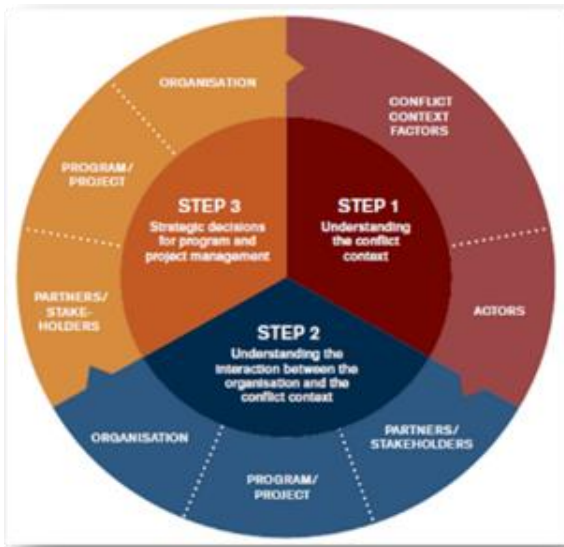 STEP 1
Understanding
the conflict
context
CONFLICT
CONTEXT
FACTORS
ACTORS
STEP 2
Understanding the
interaction between the
organisation and the
conflict context
PARTNERS/
STAKEHOLDERS
PROGRAM/
PROJECT
ORGANISATION
STEP 3
Strategic decisions
for program and
project management
PARTNERS/
STAKE-
HOLDERS
PROGRAM/
PROJECT
ORGANISATION